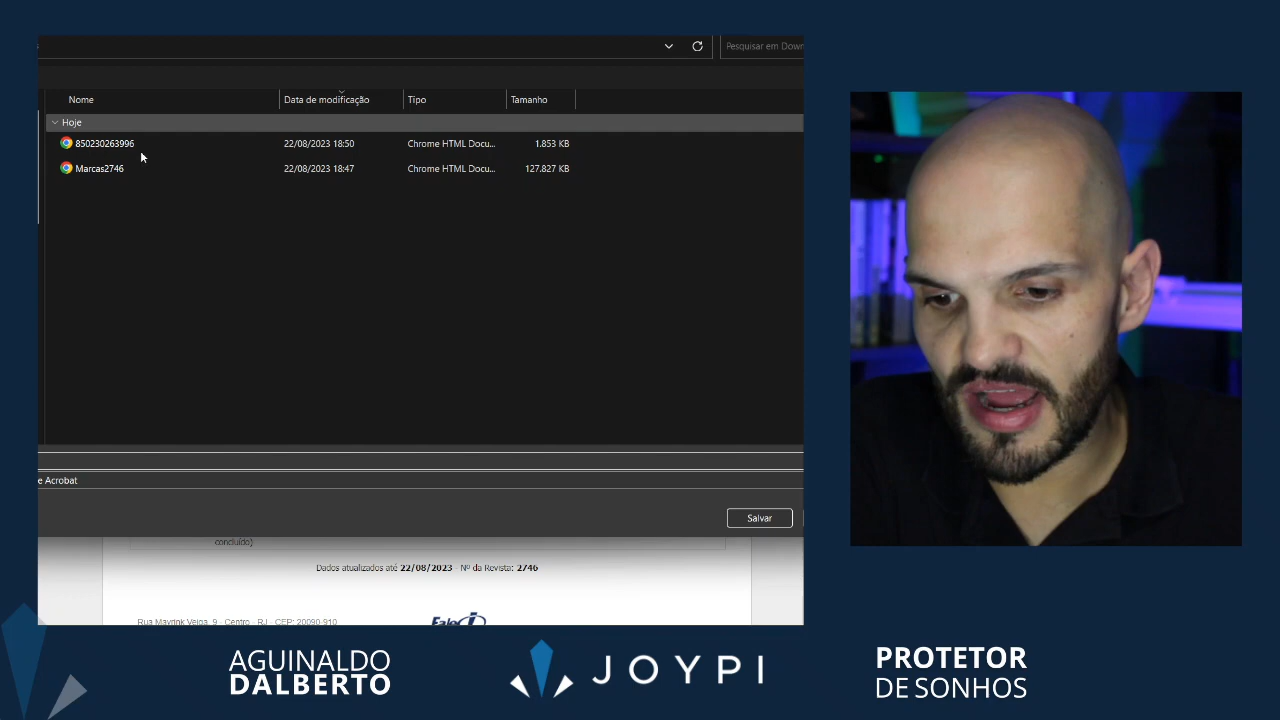 Pesquisar em Down
Nome Data de modificação Tipo Tamanho
Hoje
850230263996 22/08/2023 18:50 Chrome HTML Docu... 1.853 KB
Marcas2746 22/08/2023 18:47 Chrome HTML Docu... 127.827 KB
e Acrobat
Salvar
concluído)
Dados atualizados até 22/08/2023 - Nº da Revista: 2746
Rua Mayrink Veiga, 9 - Centro - RJ - CEP: 20090-910
Fale
AGUINALDO
DALBERTO
JOYPI
PROTETOR
DE SONHOS